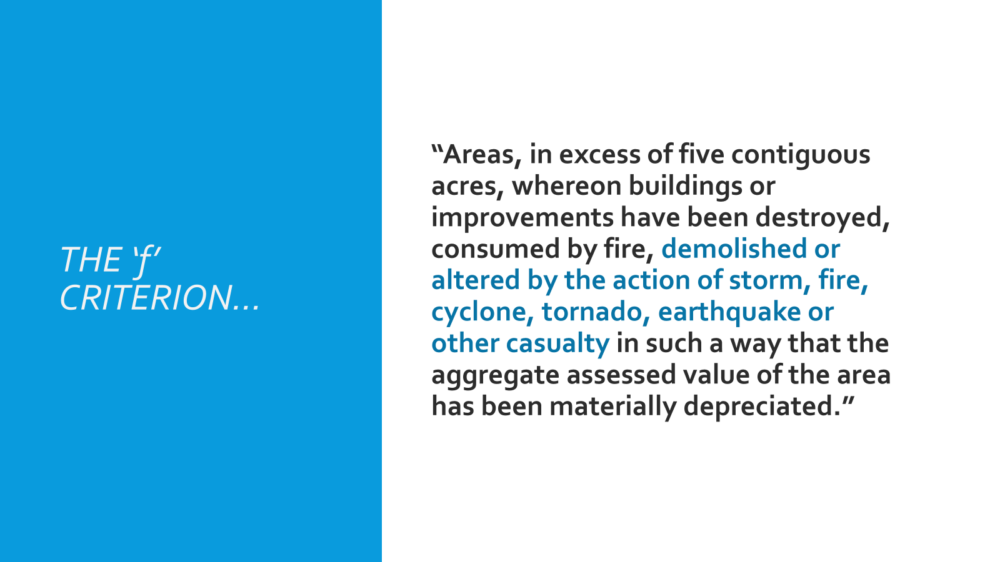 THE ‘f’
CRITERION…
“Areas, in excess of five contiguous
acres, whereon buildings or
improvements have been destroyed,
consumed by fire, demolished or
altered by the action of storm, fire,
cyclone, tornado, earthquake or
other casualty in such a way that the
aggregate assessed value of the area
has been materially depreciated.”